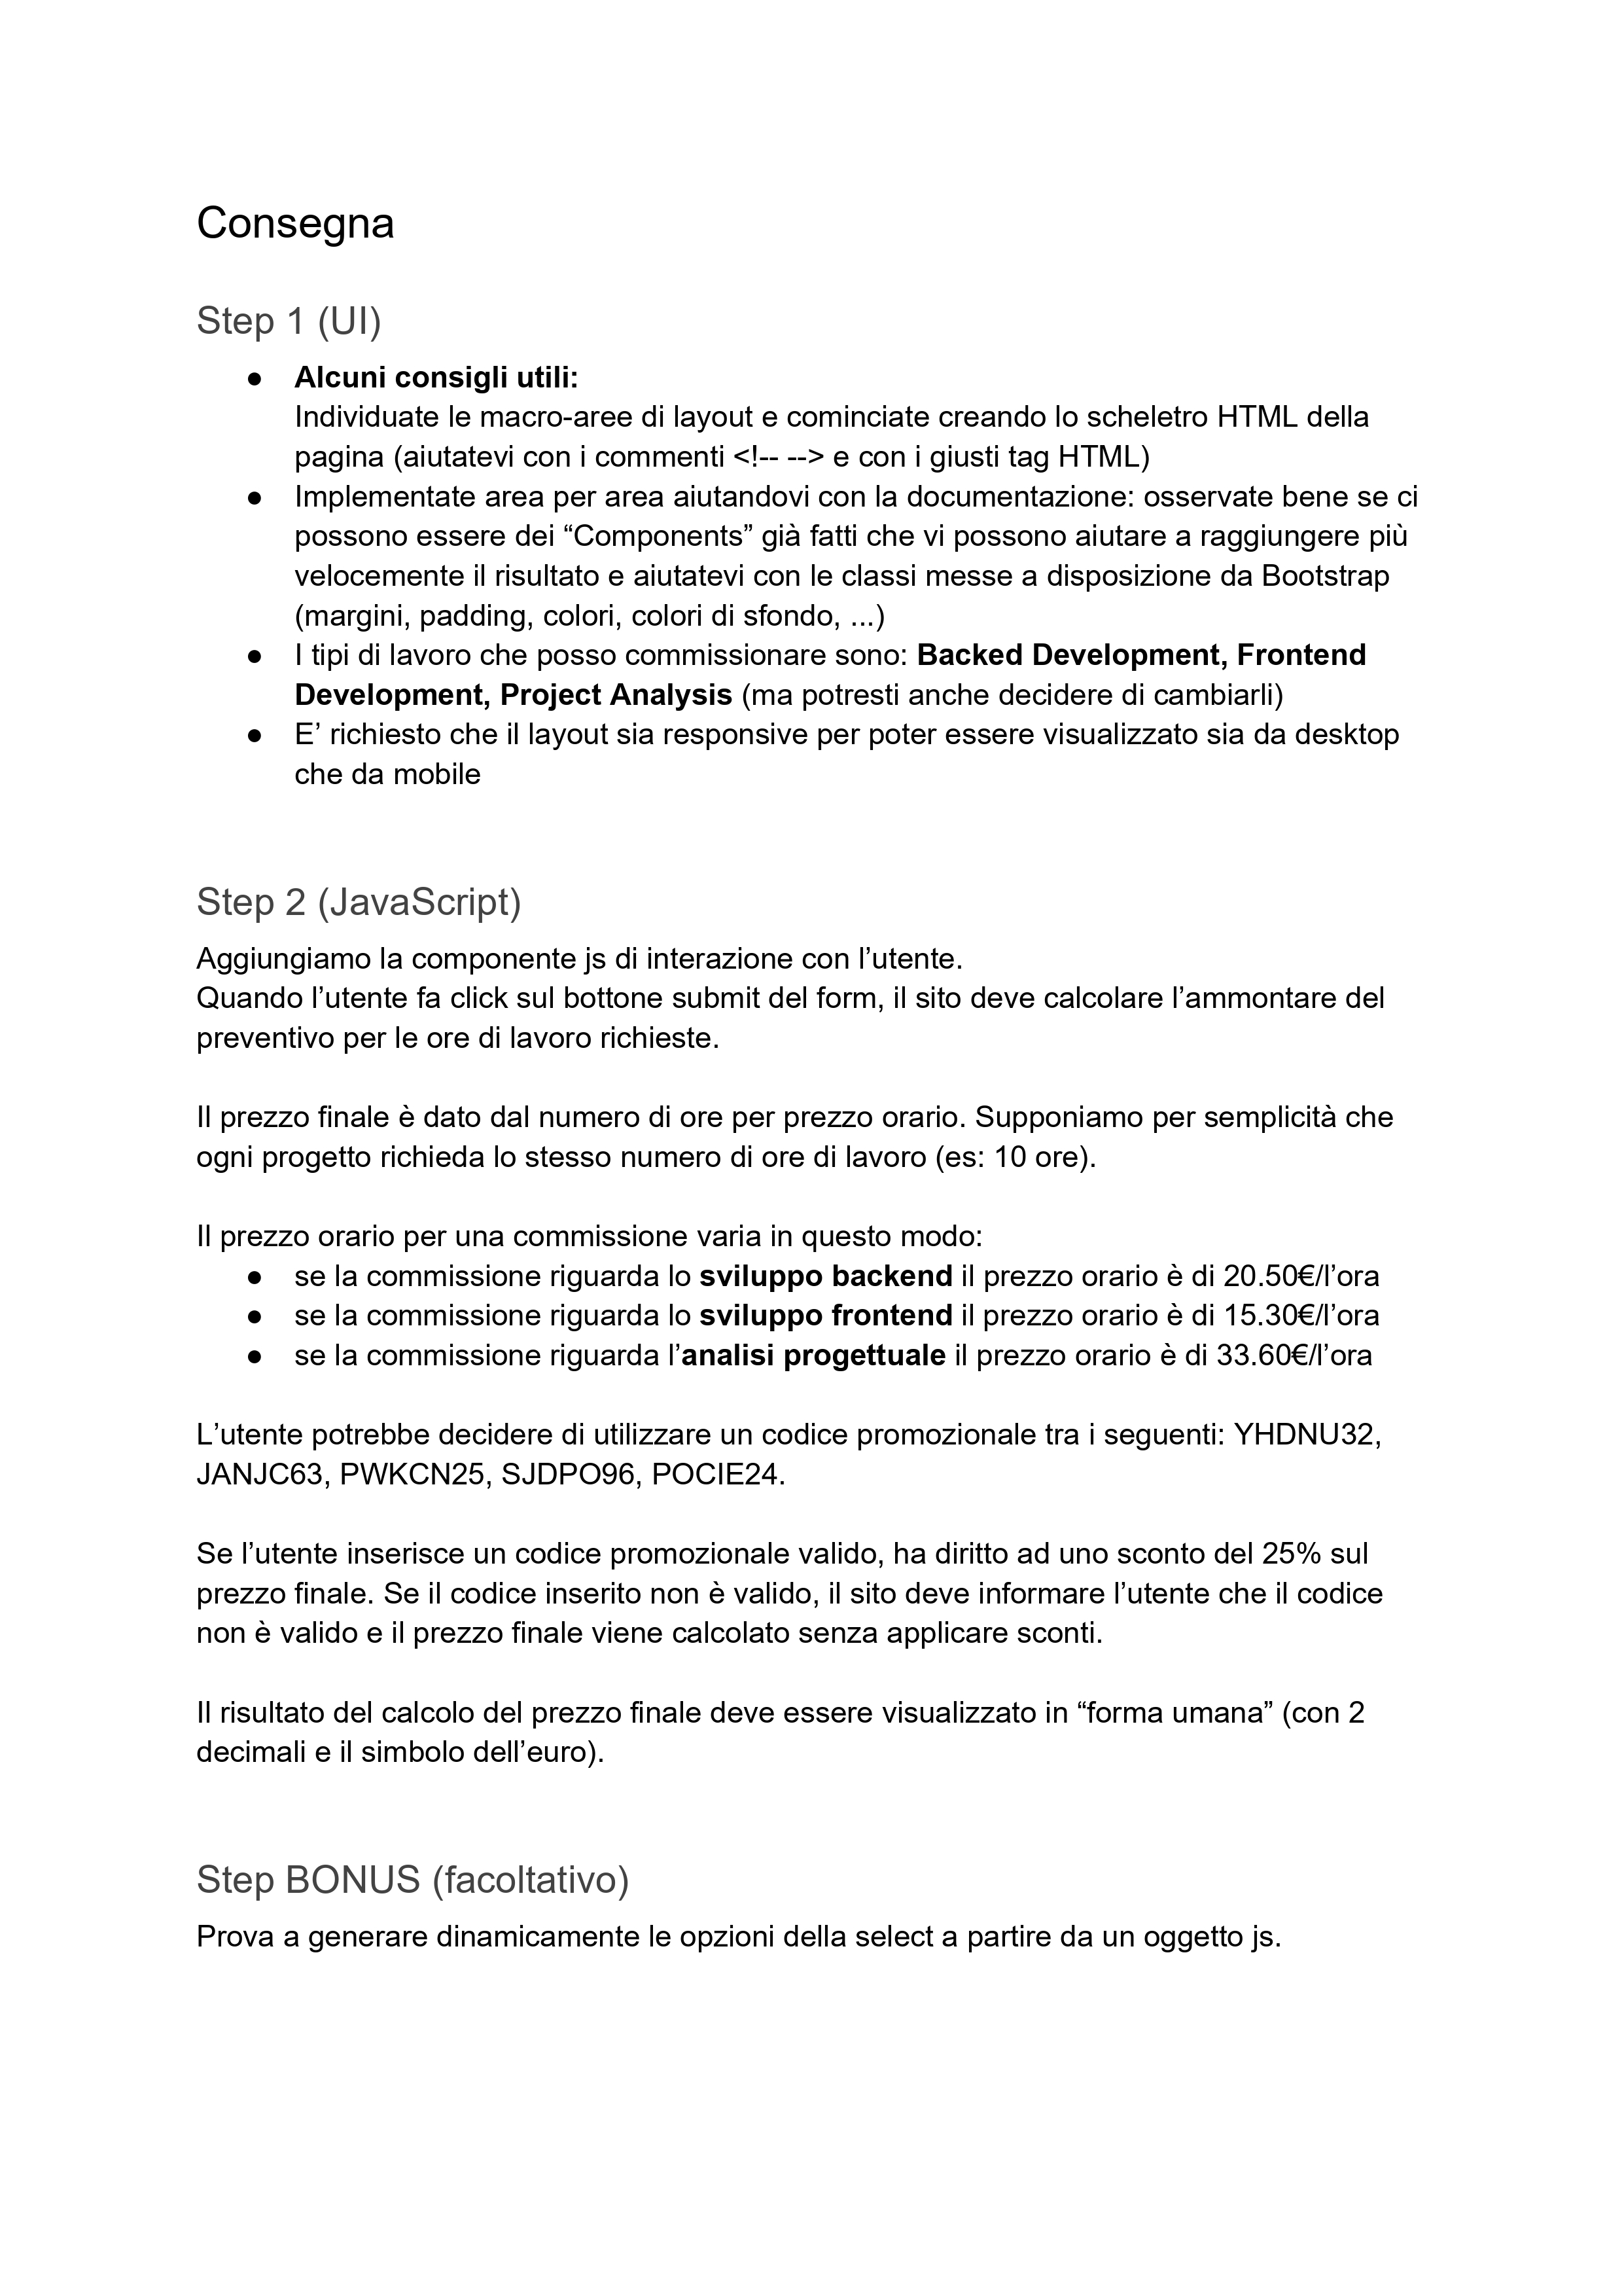 Consegna
Step 1 (UI)
● Alcuni consigli utili:
Individuate le macro-aree di layout e cominciate creando lo scheletro HTML della
pagina (aiutatevi con i commenti <!-- --> e con i giusti tag HTML)
● Implementate area per area aiutandovi con la documentazione: osservate bene se ci
possono essere dei “Components” già fatti che vi possono aiutare a raggiungere più
velocemente il risultato e aiutatevi con le classi messe a disposizione da Bootstrap
(margini, padding, colori, colori di sfondo, ...)
● I tipi di lavoro che posso commissionare sono: Backed Development, Frontend
Development, Project Analysis (ma potresti anche decidere di cambiarli)
● E’ richiesto che il layout sia responsive per poter essere visualizzato sia da desktop
che da mobile
Step 2 (JavaScript)
Aggiungiamo la componente js di interazione con l’utente.
Quando l’utente fa click sul bottone submit del form, il sito deve calcolare l’ammontare del
preventivo per le ore di lavoro richieste.
Il prezzo finale è dato dal numero di ore per prezzo orario. Supponiamo per semplicità che
ogni progetto richieda lo stesso numero di ore di lavoro (es: 10 ore).
Il prezzo orario per una commissione varia in questo modo:
● se la commissione riguarda lo sviluppo backend il prezzo orario è di 20.50€/l’ora
● se la commissione riguarda lo sviluppo frontend il prezzo orario è di 15.30€/l’ora
● se la commissione riguarda l’analisi progettuale il prezzo orario è di 33.60€/l’ora
L’utente potrebbe decidere di utilizzare un codice promozionale tra i seguenti: YHDNU32,
JANJC63, PWKCN25, SJDPO96, POCIE24.
Se l’utente inserisce un codice promozionale valido, ha diritto ad uno sconto del 25% sul
prezzo finale. Se il codice inserito non è valido, il sito deve informare l’utente che il codice
non è valido e il prezzo finale viene calcolato senza applicare sconti.
Il risultato del calcolo del prezzo finale deve essere visualizzato in “forma umana” (con 2
decimali e il simbolo dell’euro).
Step BONUS (facoltativo)
Prova a generare dinamicamente le opzioni della select a partire da un oggetto js.